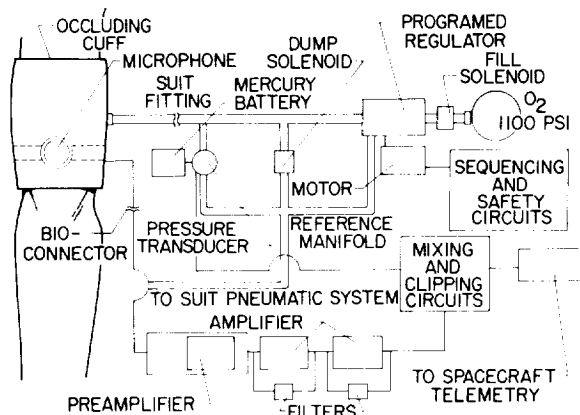 OCCLUDING
CUFF
MICROPHONE
SUIT
FITTING
MERCURY
BATTERY
DUMP
SOLENOID
PROGRAMED
REGULATOR
FILL
SOLENOID
O2
1100 PSI
MOTOR
SEQUENCING
AND
SAFETY
CIRCUITS
BIO-
CONNECTOR
PRESSURE
TRANSDUCER
REFERENCE
MANIFOLD
MIXING
AND
CLIPPING
CIRCUITS
TO SUIT PNEUMATIC SYSTEM
AMPLIFIER
PREAMPLIFIER
FILTERS
TO SPACECRAFT
TELEMETRY